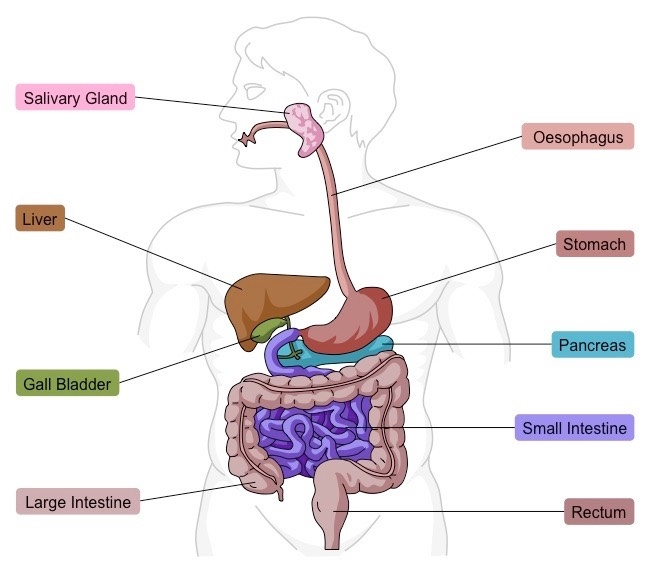 Salivary Gland
Oesophagus
Liver
Stomach
Pancreas
Gall Bladder
Small Intestine
Large Intestine
Rectum